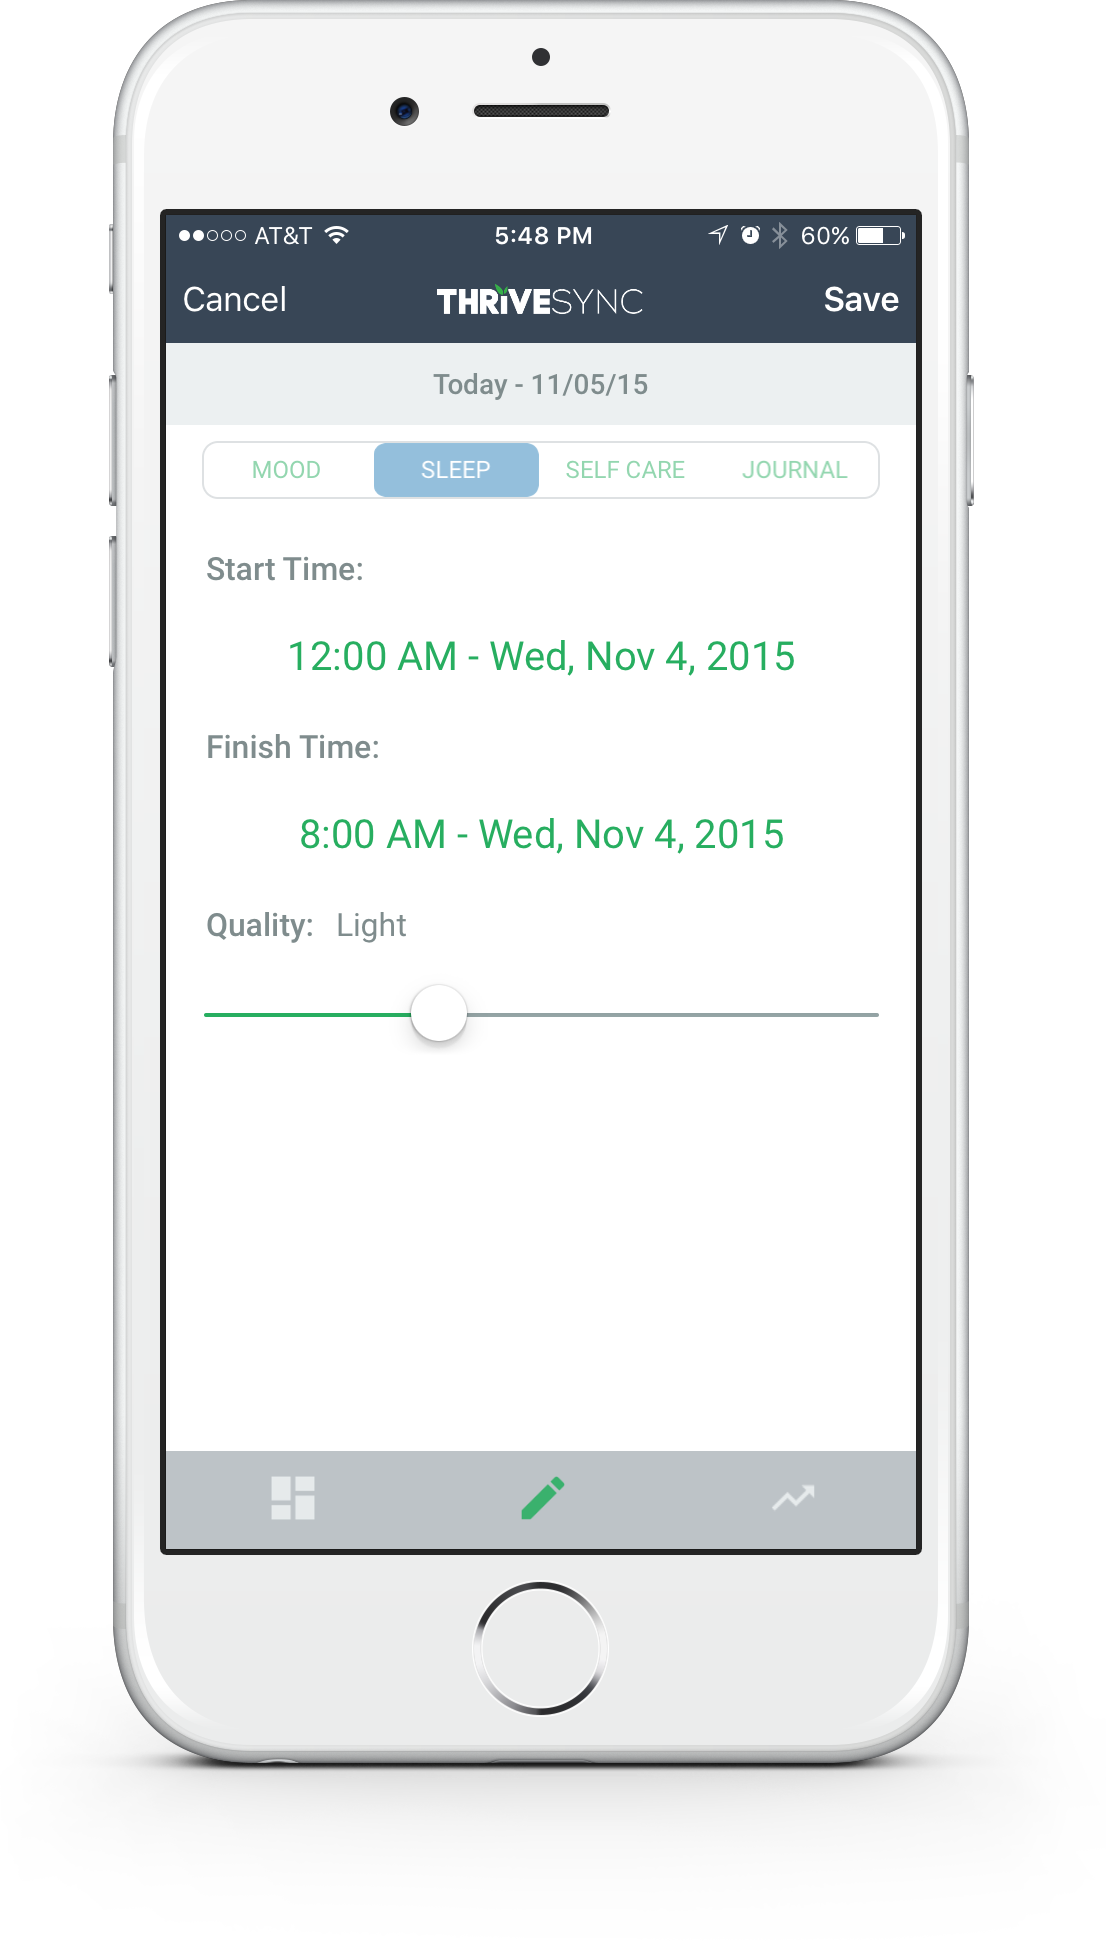 AT&T 5:48 PM 60%
Cancel THRiVESYNC Save
Today - 11/05/15
MOOD SLEEP SELF CARE JOURNAL
Start Time:
12:00 AM - Wed, Nov 4, 2015
Finish Time:
8:00 AM - Wed, Nov 4, 2015
Quality: Light